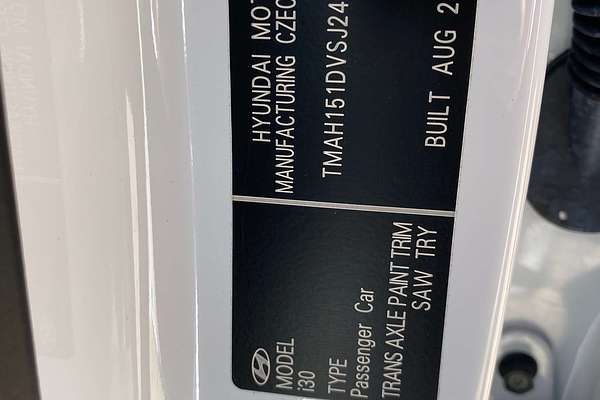 HYUNDAI MOT
MANUFACTURING CZEC
TMAH151DVSJ24
BUILT AUG 2
MODEL
i30
TYPE
Passenger Car
TRANS AXLE PAINT TRIM
SAW TRY